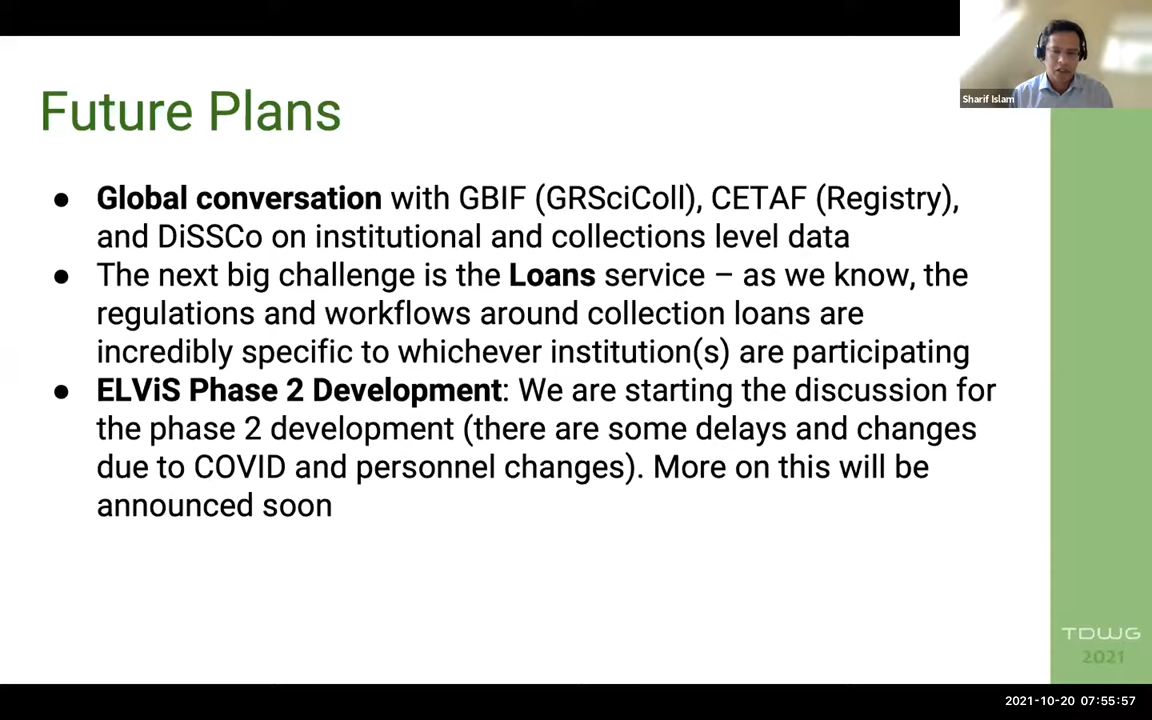 Sharif Islam
Future Plans
● Global conversation with GBIF (GRSciColl), CETAF (Registry),
and DiSSCo on institutional and collections level data
● The next big challenge is the Loans service – as we know, the
regulations and workflows around collection loans are
incredibly specific to whichever institution(s) are participating
● ELViS Phase 2 Development: We are starting the discussion for
the phase 2 development (there are some delays and changes
due to COVID and personnel changes). More on this will be
announced soon
TDWG
2021
2021-10-20 07:55:57